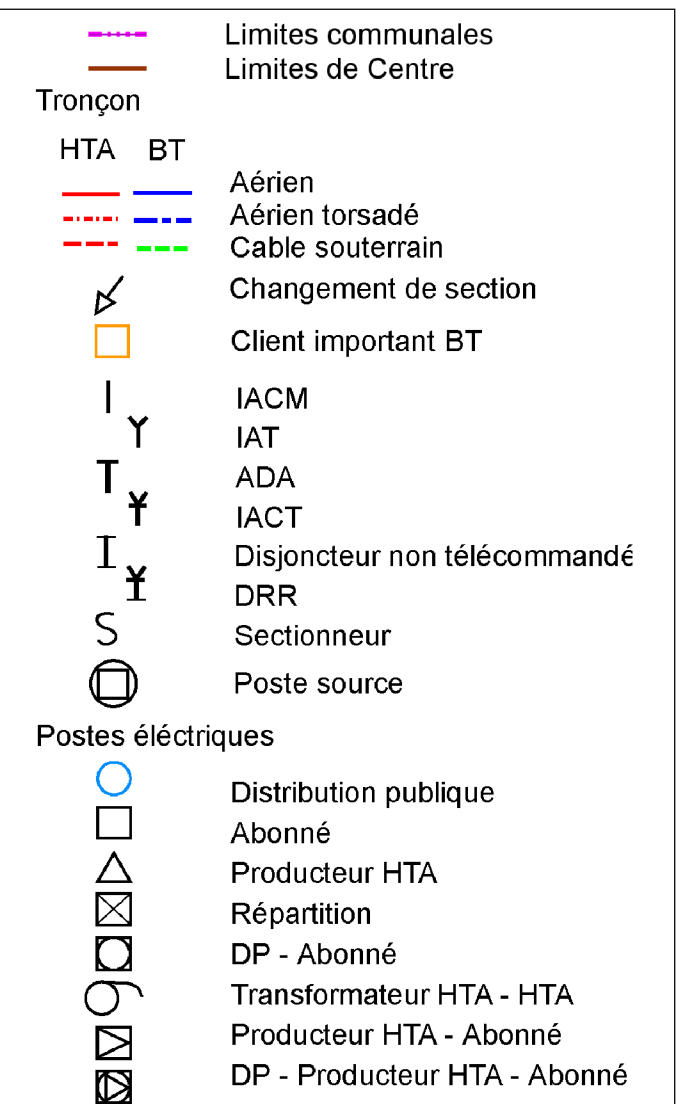 Limites communales
Limites de Centre
Tronçon
HTA BT
Aérien
Aérien torsadé
Cable souterrain
Changement de section
Client important BT
IACM
IAT
ADA
IACT
Disjoncteur non télécommandé
DRR
Sectionneur
Poste source
Postes éléctriques
Distribution publique
Abonné
Producteur HTA
Répartition
DP - Abonné
Transformateur HTA - HTA
Producteur HTA - Abonné
DP - Producteur HTA - Abonné